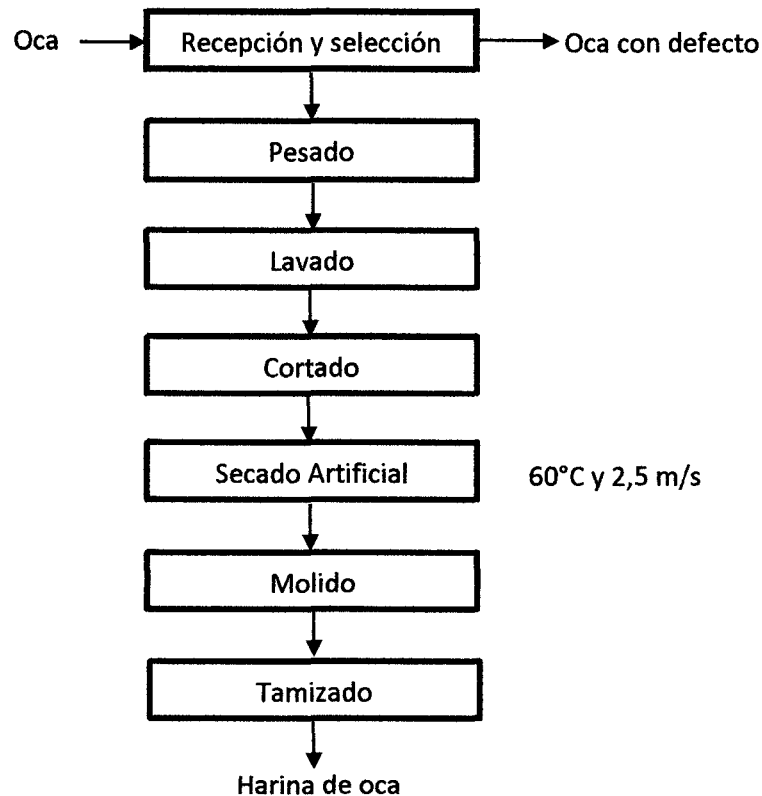 Oca
Recepción y selección
Oca con defecto
Pesado
Lavado
Cortado
Secado Artificial
60°C y 2,5 m/s
Molido
Tamizado
Harina de oca